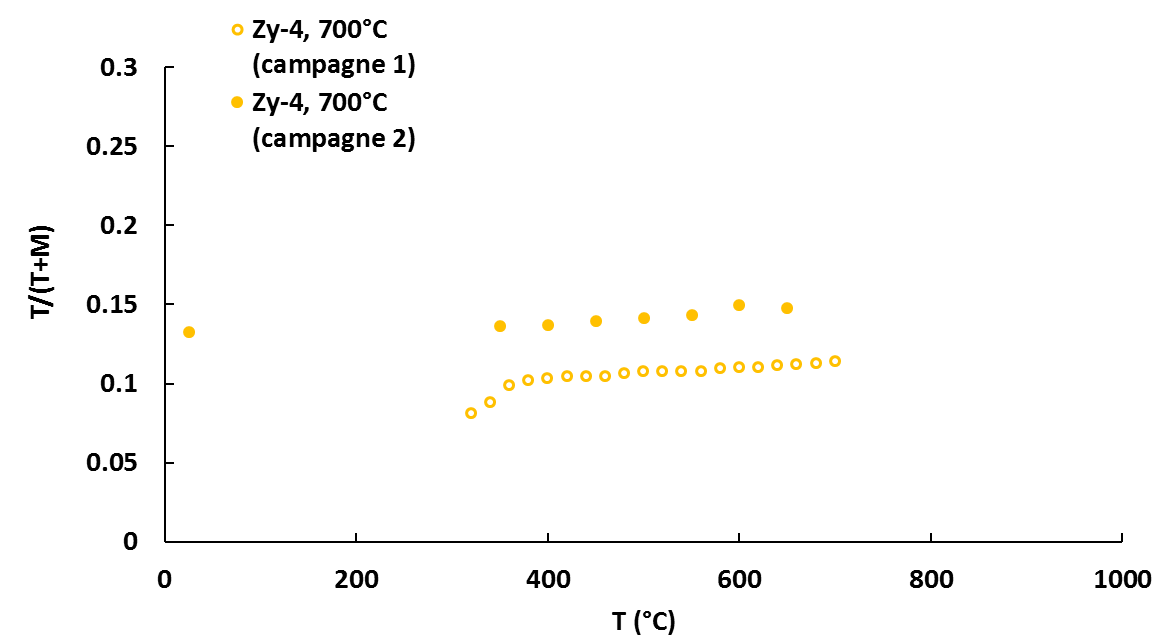 Zy-4, 700°C
(campagne 1)
Zy-4, 700°C
(campagne 2)
0.3
0.25
0.2
0.15
0.1
0.05
0
T/(T+M)
0 200 400 600 800 1000
T (°C)